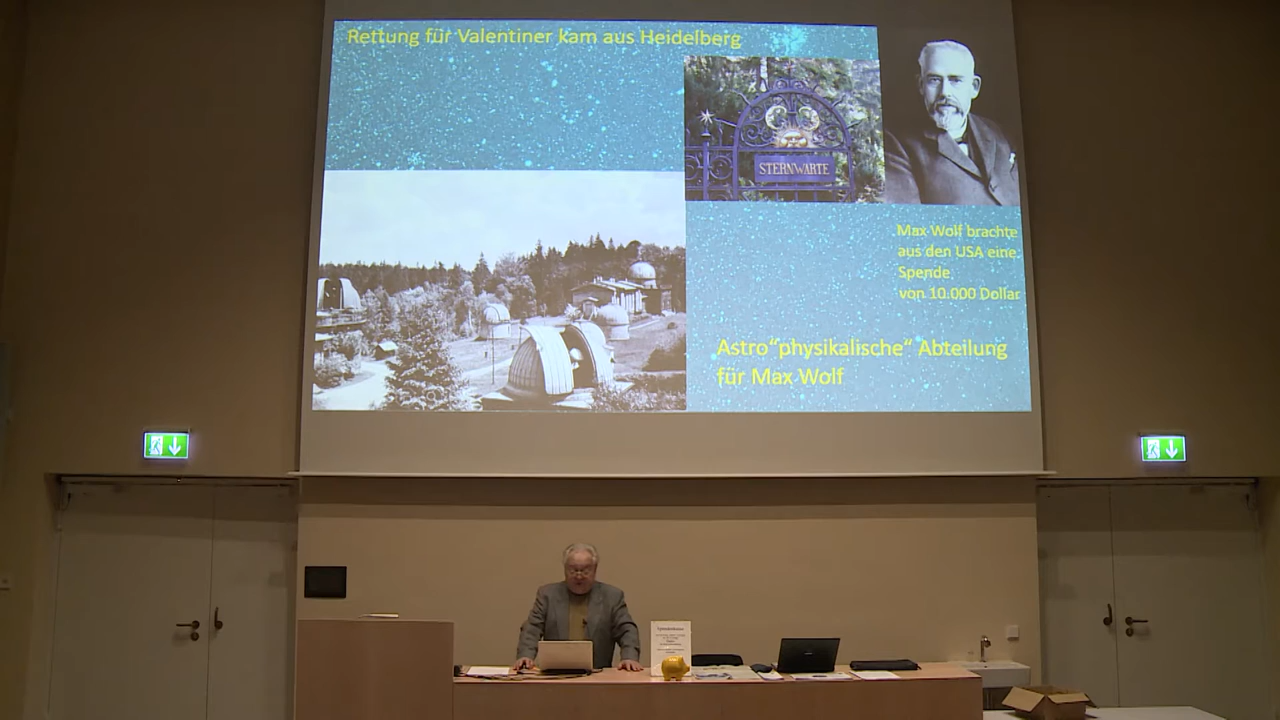 Rettung für Valentiner kam aus Heidelberg
STERNWARTE
Max Wolf brachte
aus den USA eine
Spende
von 10.000 Dollar
Astro“physikalische“ Abteilung
für Max Wolf